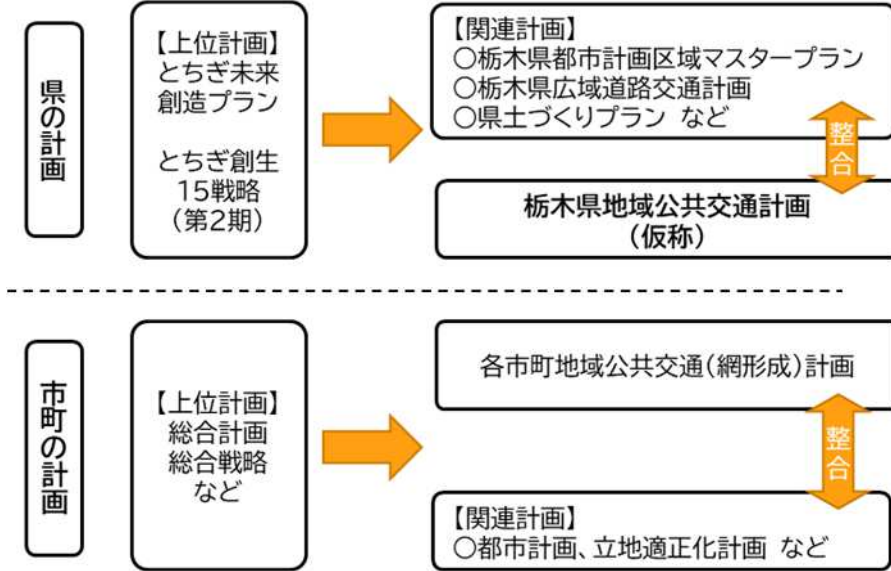 県の計画
【上位計画】
とちぎ未来
創造プラン
とちぎ創生
15戦略
(第2期)
【関連計画】
○栃木県都市計画区域マスタープラン
○栃木県広域道路交通計画
○県土づくりプラン など
整合
栃木県地域公共交通計画
(仮称)
市町の計画
【上位計画】
総合計画
総合戦略
など
各市町地域公共交通(網形成)計画
整合
【関連計画】
○都市計画、立地適正化計画 など